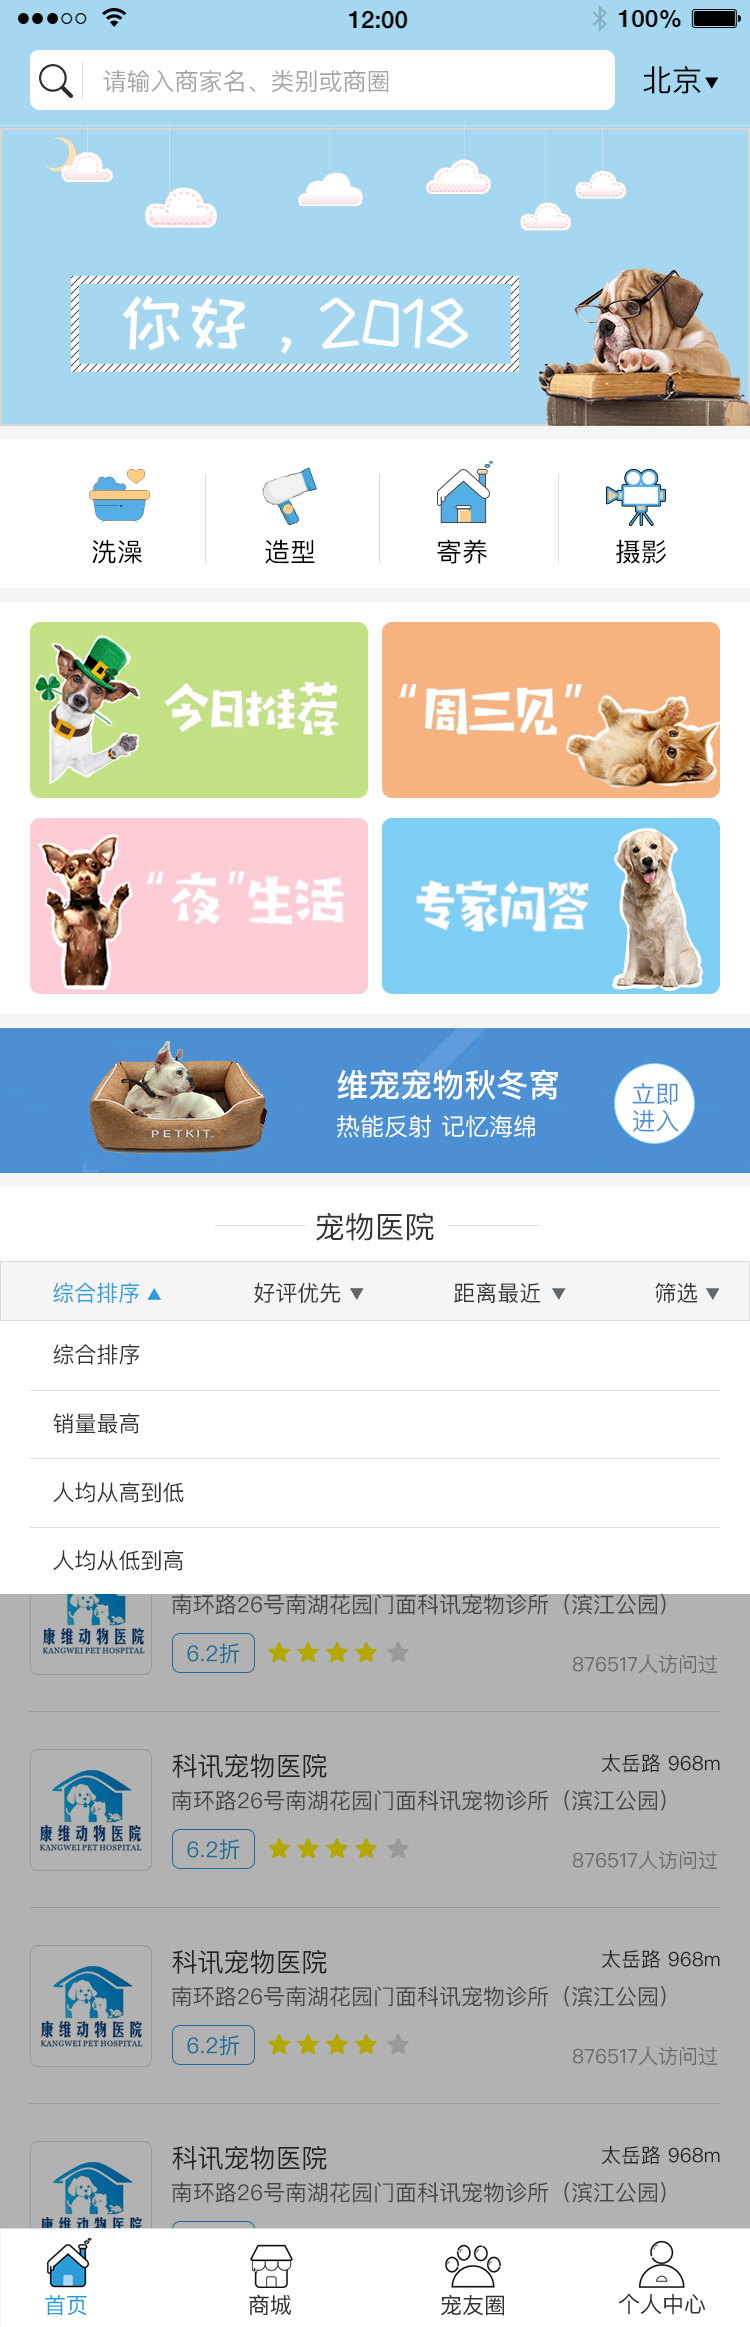 12:00
100%
请输入商家名、类别或商圈
北京
你好，2018
洗澡
造型
寄养
摄影
今日推荐
“周三见”
“夜”生活
专家问答
PETKIT
维宠宠物秋冬窝
热能反射 记忆海绵
立即
进入
宠物医院
综合排序
好评优先
距离最近
筛选
综合排序
销量最高
人均从高到低
人均从低到高
南环路26号南湖花园门面科讯宠物诊所（滨江公园）
康维动物医院
KANGWEI PET HOSPITAL
6.2折
876517人访问过
科讯宠物医院
太岳路 968m
南环路26号南湖花园门面科讯宠物诊所（滨江公园）
康维动物医院
KANGWEI PET HOSPITAL
6.2折
876517人访问过
科讯宠物医院
太岳路 968m
南环路26号南湖花园门面科讯宠物诊所（滨江公园）
康维动物医院
KANGWEI PET HOSPITAL
6.2折
876517人访问过
科讯宠物医院
太岳路 968m
南环路26号南湖花园门面科讯宠物诊所（滨江公园）
康维动物医院
首页
商城
宠友圈
个人中心